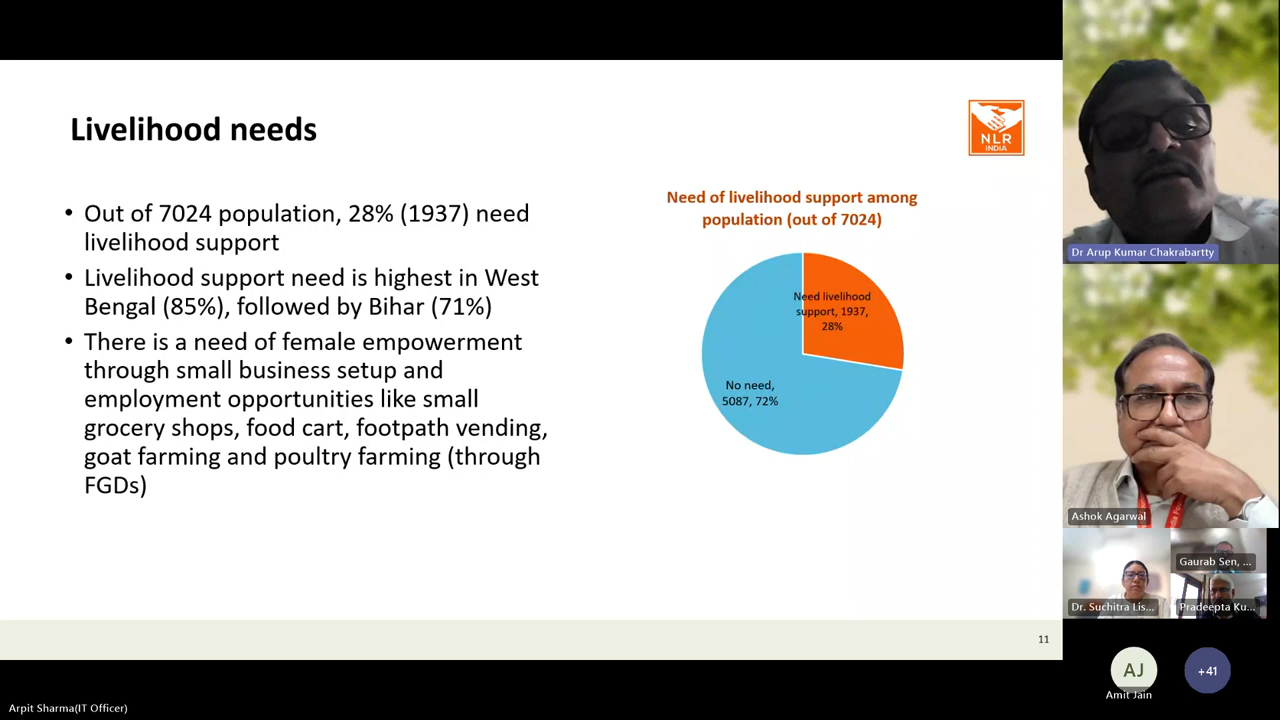 Livelihood needs
NLR
INDIA
• Out of 7024 population, 28% (1937) need
livelihood support
• Livelihood support need is highest in West
Bengal (85%), followed by Bihar (71%)
• There is a need of female empowerment
through small business setup and
employment opportunities like small
grocery shops, food cart, footpath vending,
goat farming and poultry farming (through
FGDs)
Need of livelihood support among
population (out of 7024)
Need livelihood
support, 1937,
28%
No need,
5087, 72%
11
Dr Arup Kumar Chakrabartty
Ashok Agarwal
Gaurab Sen, ...
Dr. Suchitra Lis...
Pradeepta Ku...
AJ
+41
Amit Jain
Arpit Sharma(IT Officer)